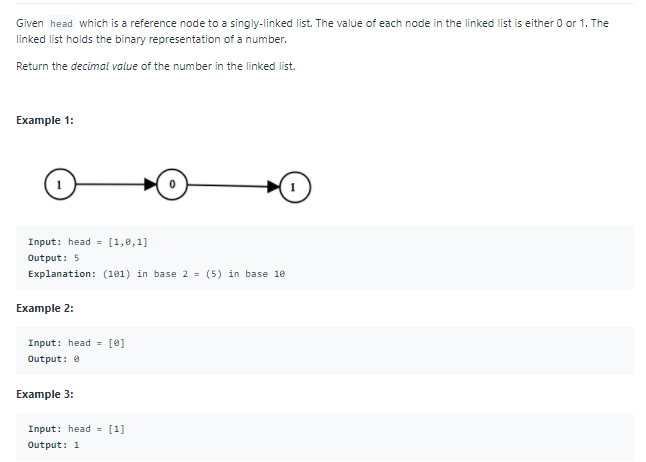 Given head which is a reference node to a singly-linked list. The value of each node in the linked list is either 0 or 1. The
linked list holds the binary representation of a number.
Return the decimal value of the number in the linked list.
Example 1:
1 0 1
Input: head = [1,0,1]
Output: 5
Explanation: (101) in base 2 = (5) in base 10
Example 2:
Input: head = [0]
Output: 0
Example 3:
Input: head = [1]
Output: 1